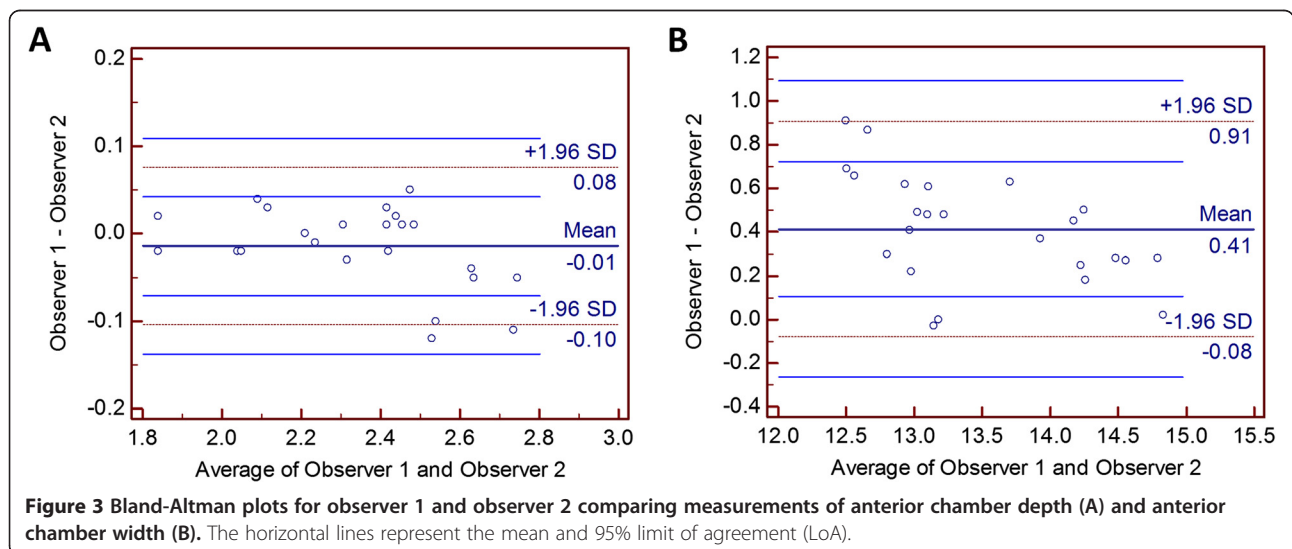 A
0.2
0.1
0.0
-0.1
-0.2
Observer 1 - Observer 2
+1.96 SD
0.08
Mean
-0.01
-1.96 SD
-0.10
1.8 2.0 2.2 2.4 2.6 2.8 3.0
Average of Observer 1 and Observer 2
B
1.2
1.0
0.8
0.6
0.4
0.2
0.0
-0.2
-0.4
Observer 1 - Observer 2
+1.96 SD
0.91
Mean
0.41
-1.96 SD
-0.08
12.0 12.5 13.0 13.5 14.0 14.5 15.0 15.5
Average of Observer 1 and Observer 2
Figure 3 Bland-Altman plots for observer 1 and observer 2 comparing measurements of anterior chamber depth (A) and anterior
chamber width (B). The horizontal lines represent the mean and 95% limit of agreement (LoA).